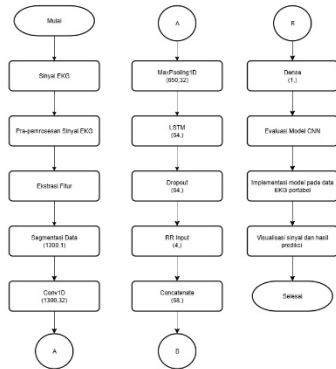 Mulai
Sinyal EKG
Pra-pemrosesan Sinyal EKG
Ekstrasi Fitur
Segmentasi Data
(1300,1)
Conv1D
(1300,32)
A
A
MaxPooling1D
(650,32)
LSTM
(64,)
Dropout
(64,)
RR Input
(4,)
Concatenate
(68,)
B
B
Dense
(1,)
Evaluasi Model CNN
Implementasi model pada data
EKG portabel
Visualisasi sinyal dan hasil
prediksi
Selesai